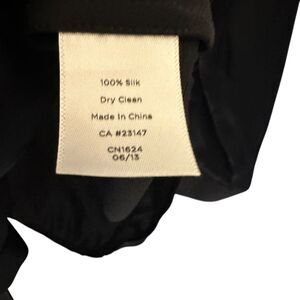 100% Silk
Dry Clean
Made In China
CA #23147
CN1624
06/13